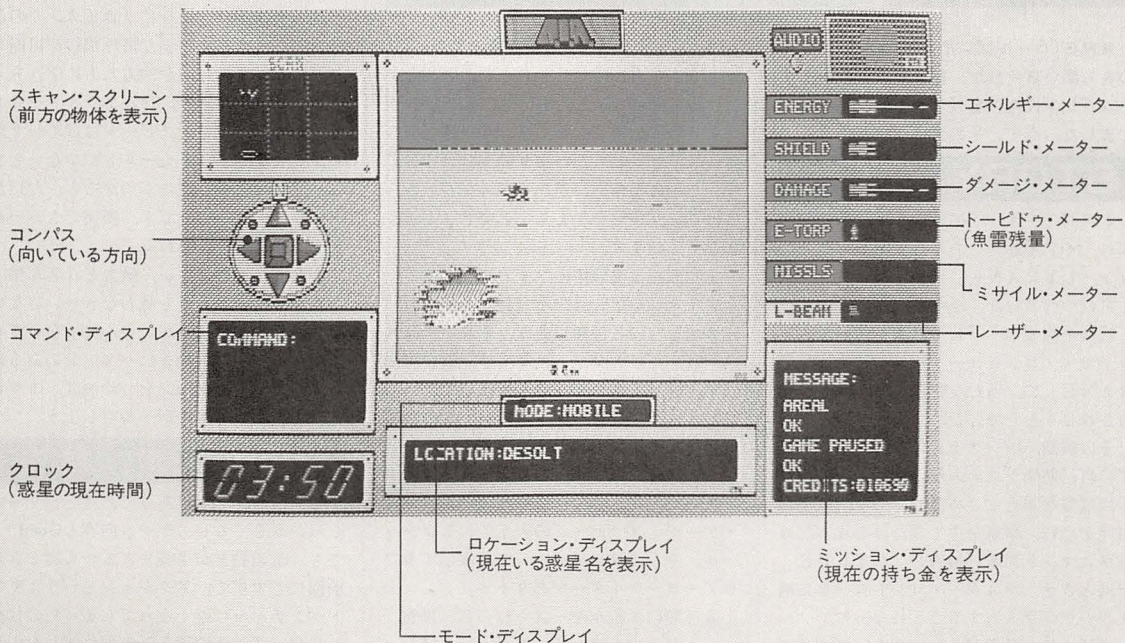 AUDIO
SCAN
スキャン・スクリーン
(前方の物体を表示)
コンパス
(向いている方向)
コマンド・ディスプレイ
COMMAND:
クロック
(惑星の現在時間)
03:50
MODE:MOBILE
LOCATION:DESOLT
ENERGY
エネルギー・メーター
SHIELD
シールド・メーター
DAMAGE
ダメージ・メーター
E-TORP
トーピドゥ・メーター
(魚雷残量)
MISSLS
ミサイル・メーター
L-BEAM
レーザー・メーター
MESSAGE:
AREAL
OK
GAME PAUSED
OK
CREDITS:010690
ロケーション・ディスプレイ
(現在いる惑星名を表示)
ミッション・ディスプレイ
(現在の持ち金を表示)
モード・ディスプレイ